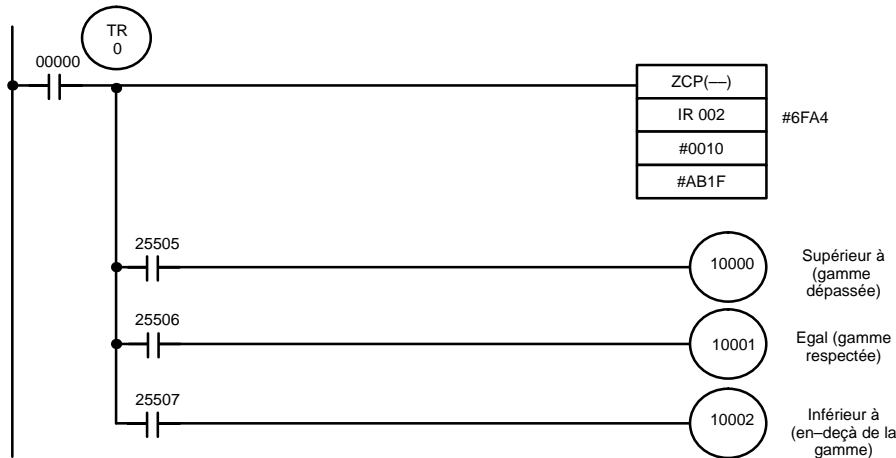 TR
0
00000
ZCP(––)
IR 002
#6FA4
#0010
#AB1F
25505
10000
Supérieur à
(gamme
dépassée)
25506
10001
Egal (gamme
respectée)
25507
10002
Inférieur à
(en–deçà de la
gamme)